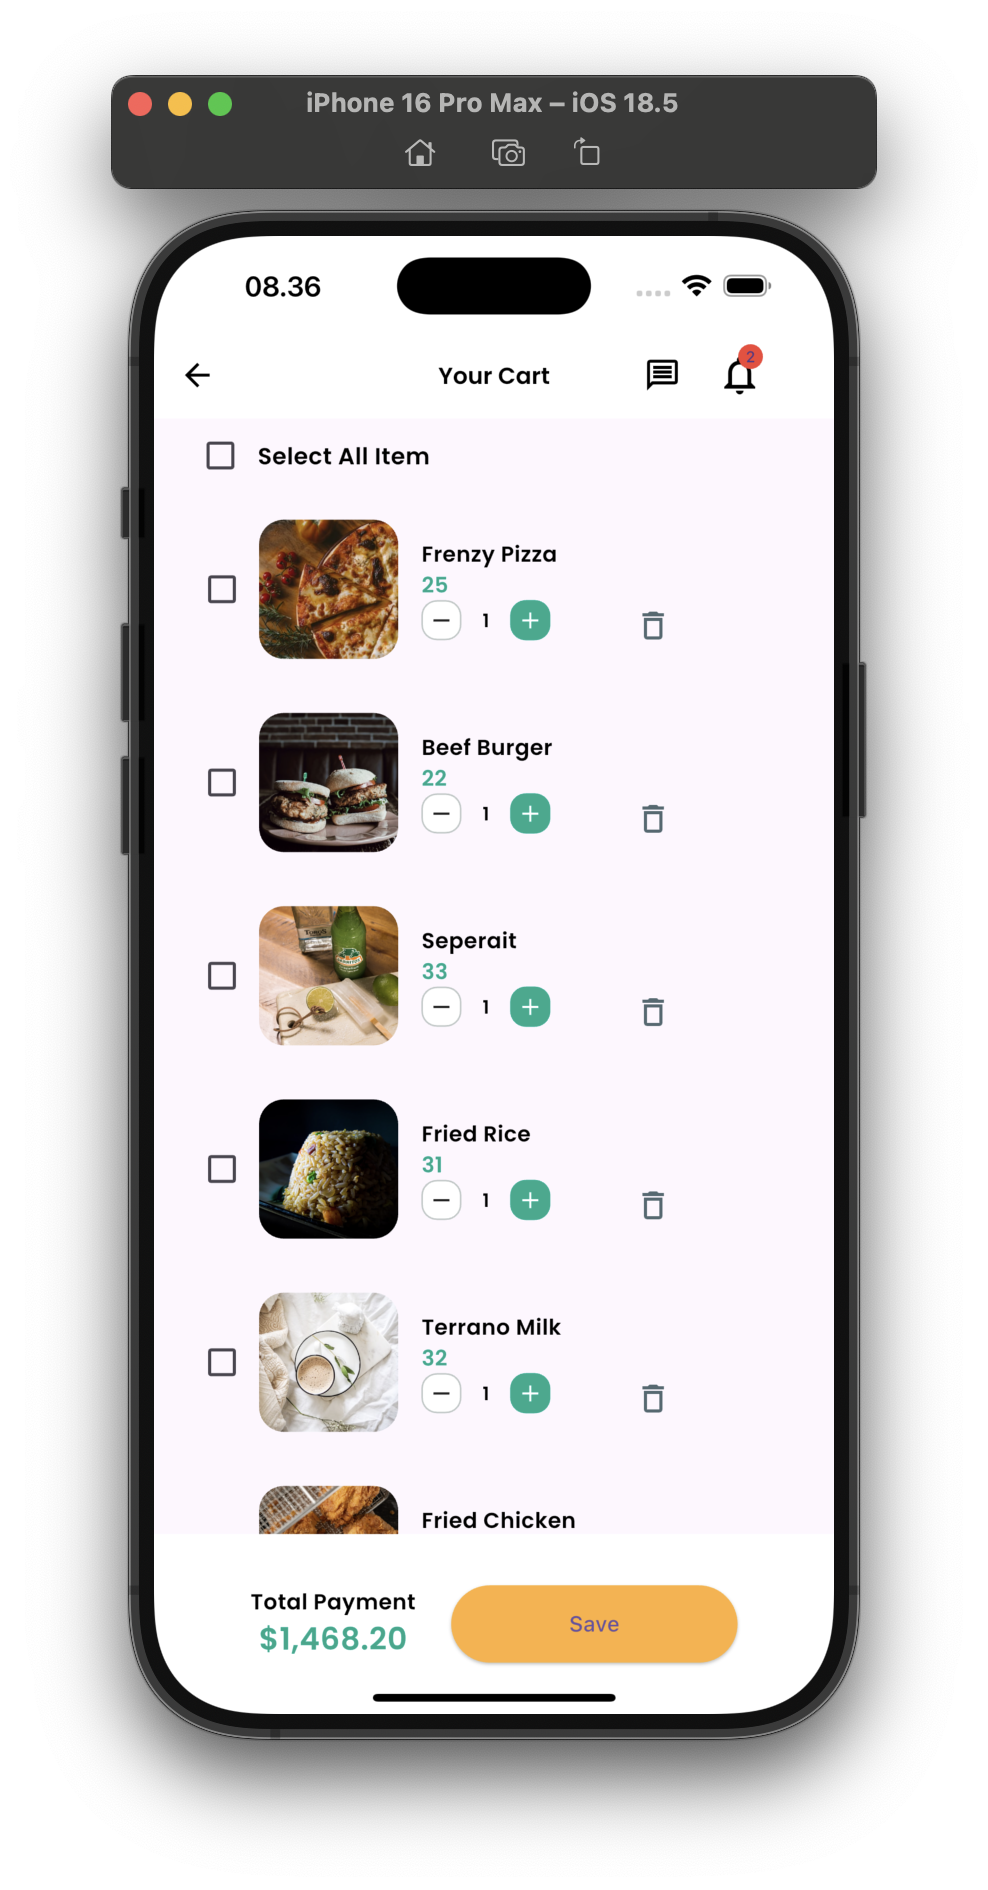 iPhone 16 Pro Max – iOS 18.5
08.36
Your Cart
2
Select All Item
Frenzy Pizza
25
1
Beef Burger
22
1
Seperait
33
1
Fried Rice
31
1
Terrano Milk
32
1
Fried Chicken
Total Payment
$1,468.20
Save